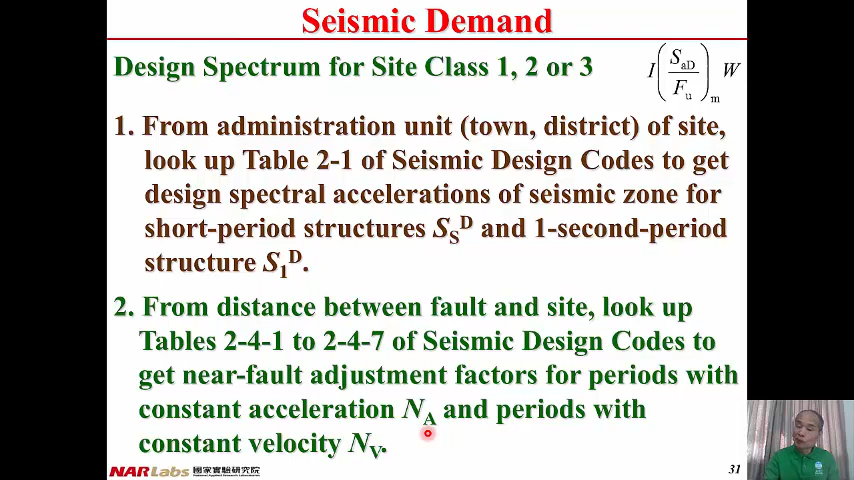 Seismic Demand
Design Spectrum for Site Class 1, 2 or 3
I(SaD/Fu)m W
1. From administration unit (town, district) of site,
look up Table 2-1 of Seismic Design Codes to get
design spectral accelerations of seismic zone for
short-period structures SSD and 1-second-period
structure S1D.
2. From distance between fault and site, look up
Tables 2-4-1 to 2-4-7 of Seismic Design Codes to
get near-fault adjustment factors for periods with
constant acceleration NA and periods with
constant velocity NV.
NARLabs 國家實驗研究院
National Applied Research Laboratories
31